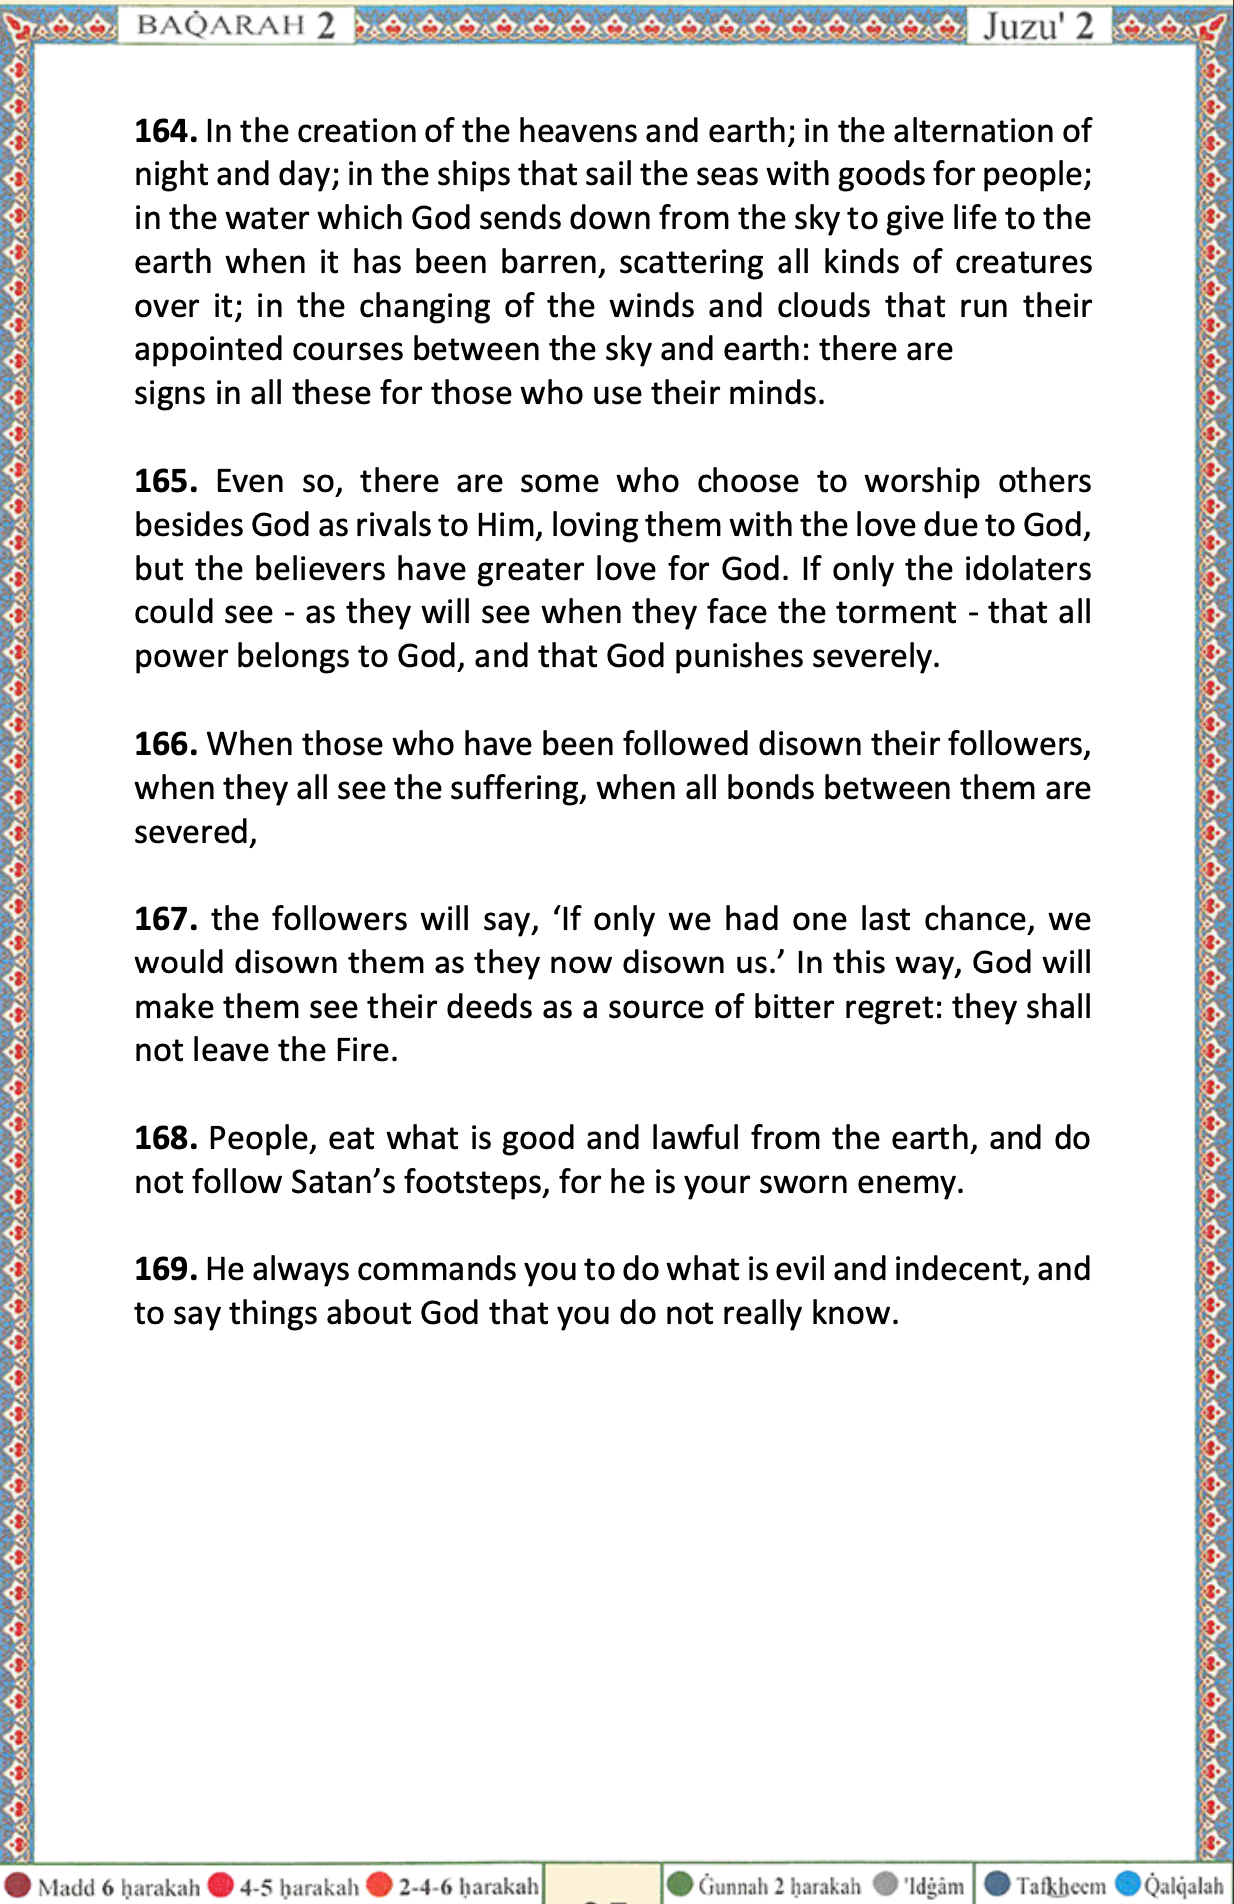 BAQ̇ARAH 2
Juzu' 2
164. In the creation of the heavens and earth; in the alternation of
night and day; in the ships that sail the seas with goods for people;
in the water which God sends down from the sky to give life to the
earth when it has been barren, scattering all kinds of creatures
over it; in the changing of the winds and clouds that run their
appointed courses between the sky and earth: there are
signs in all these for those who use their minds.
165. Even so, there are some who choose to worship others
besides God as rivals to Him, loving them with the love due to God,
but the believers have greater love for God. If only the idolaters
could see - as they will see when they face the torment - that all
power belongs to God, and that God punishes severely.
166. When those who have been followed disown their followers,
when they all see the suffering, when all bonds between them are
severed,
167. the followers will say, ‘If only we had one last chance, we
would disown them as they now disown us.’ In this way, God will
make them see their deeds as a source of bitter regret: they shall
not leave the Fire.
168. People, eat what is good and lawful from the earth, and do
not follow Satan’s footsteps, for he is your sworn enemy.
169. He always commands you to do what is evil and indecent, and
to say things about God that you do not really know.
Madd 6 ḥarakah 4-5 ḥarakah 2-4-6 ḥarakah Ġunnah 2 ḥarakah 'Idġâm Tafk͟heem Q̇alq̇alah